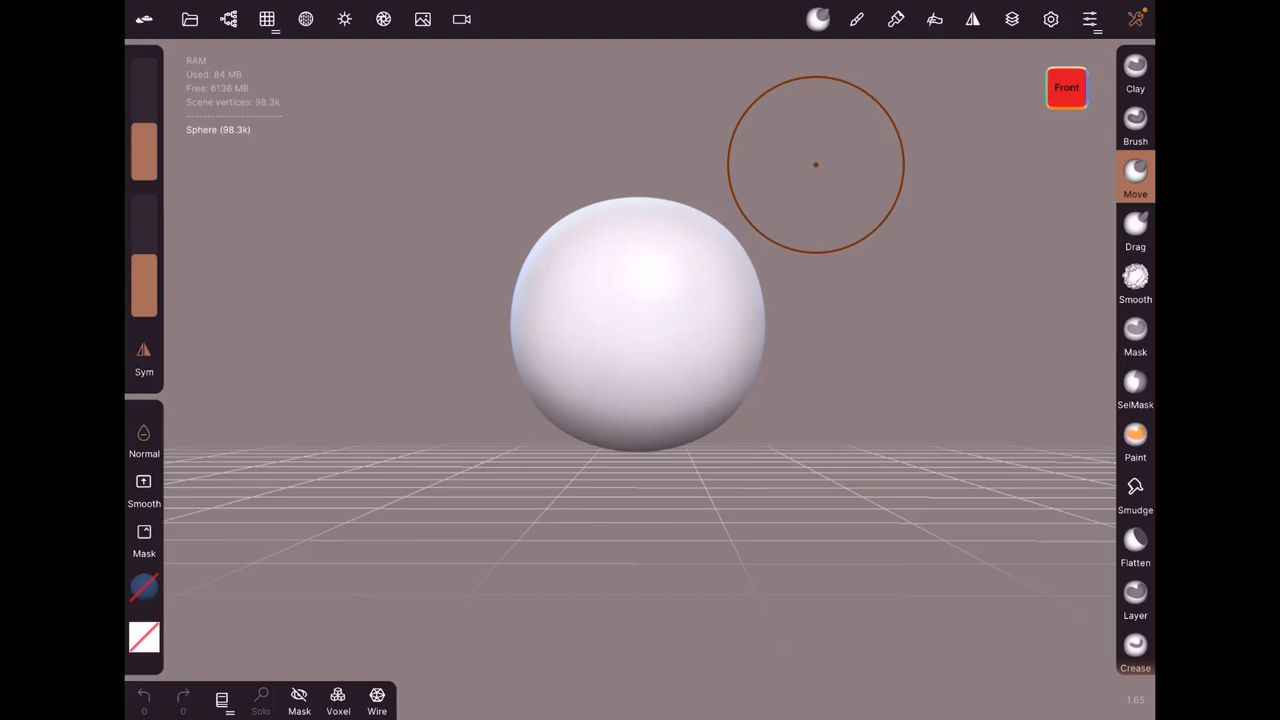 RAM
Used: 84 MB
Free: 6136 MB
Scene vertices: 98.3k
Sphere (98.3k)
Front
Clay
Brush
Move
Drag
Smooth
Mask
SelMask
Paint
Smudge
Flatten
Layer
Crease
Sym
Normal
Smooth
Mask
0
0
Solo
Mask
Voxel
Wire
1.65